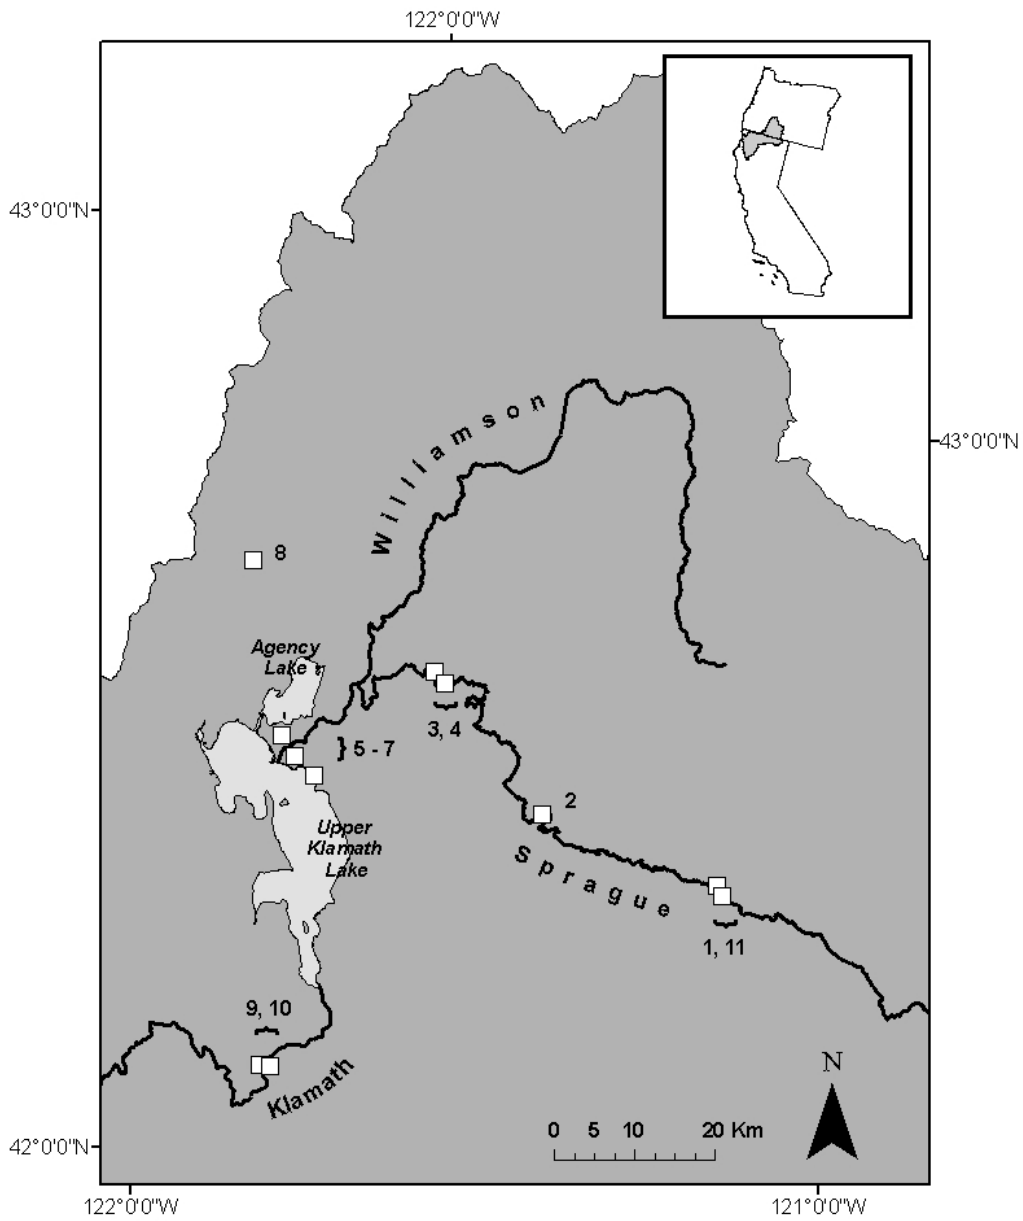 122°0'0"W
43°0'0"N
43°0'0"N
Williamson
8
Agency
Lake
3, 4
5 - 7
2
Upper
Klamath
Lake
Sprague
1, 11
9, 10
Klamath
N
0 5 10 20 Km
42°0'0"N
122°0'0"W
121°0'0"W